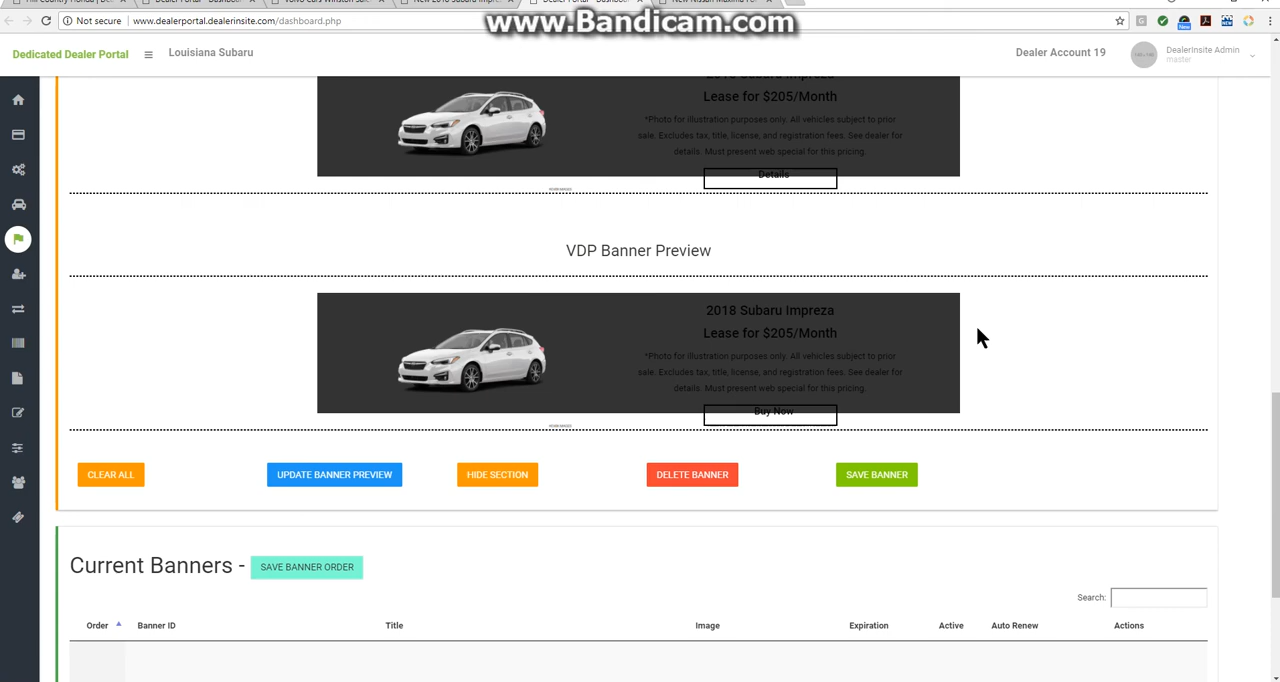 Not secure | www.dealerportal.dealerinsite.com/dashboard.php
www.Bandicam.com
Dedicated Dealer Portal
Louisiana Subaru
Dealer Account 19
DealerInsite Admin
master
2018 Subaru Impreza
Lease for $205/Month
*Photo for illustration purposes only. All vehicles subject to prior
sale. Excludes tax, title, license, and registration fees. See dealer for
details. Must present web special for this pricing.
Details
VDP Banner Preview
2018 Subaru Impreza
Lease for $205/Month
*Photo for illustration purposes only. All vehicles subject to prior
sale. Excludes tax, title, license, and registration fees. See dealer for
details. Must present web special for this pricing.
Buy Now
CLEAR ALL
UPDATE BANNER PREVIEW
HIDE SECTION
DELETE BANNER
SAVE BANNER
Current Banners -
SAVE BANNER ORDER
Search:
Order
Banner ID
Title
Image
Expiration
Active
Auto Renew
Actions